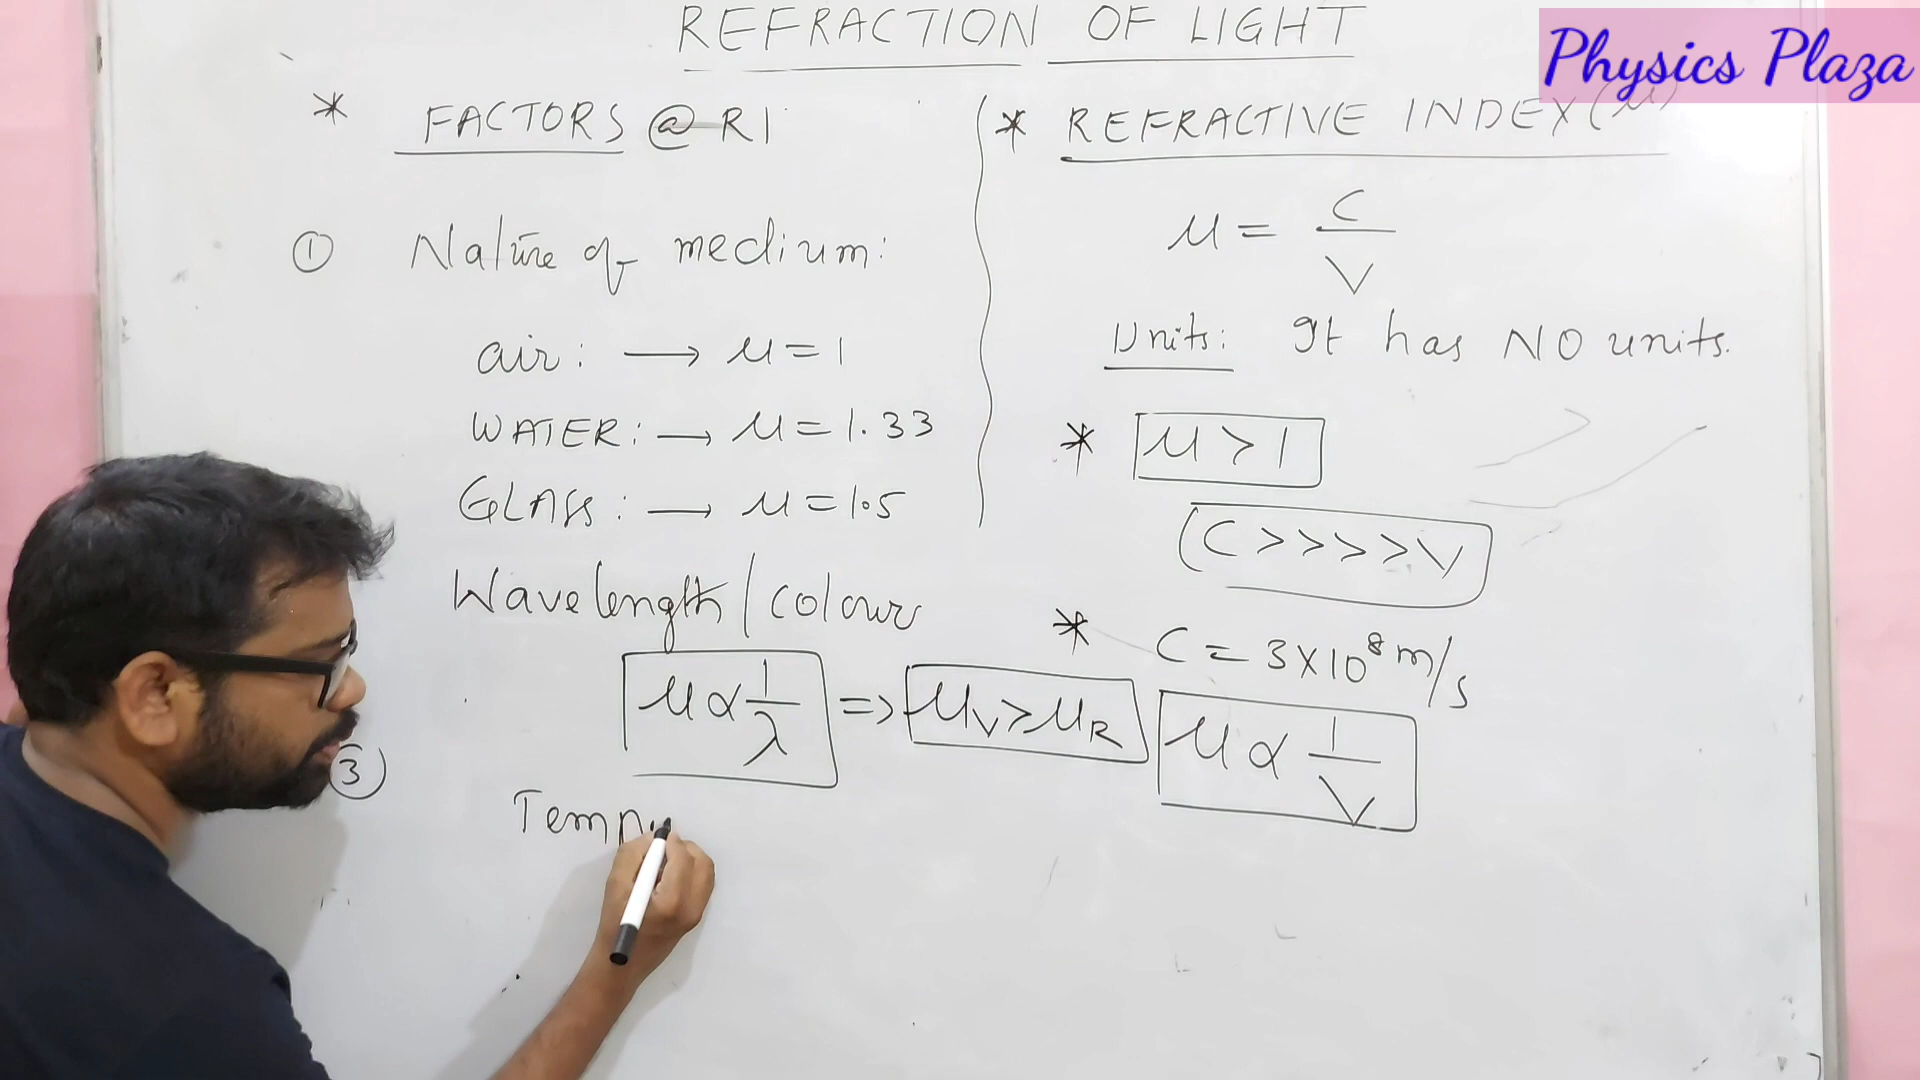 REFRACTION OF LIGHT
Physics Plaza
* FACTORS @ RI
① Nature of medium:
air: → μ = 1
WATER: → μ = 1.33
GLASS: → μ = 1.5
Wavelength / colour
μ ∝ 1/λ => μV > μR
③
Temp
* REFRACTIVE INDEX (μ)
μ = C/V
Units: It has NO units.
* μ > 1
C >>>> V
* C = 3×10⁸ m/s
μ ∝ 1/V